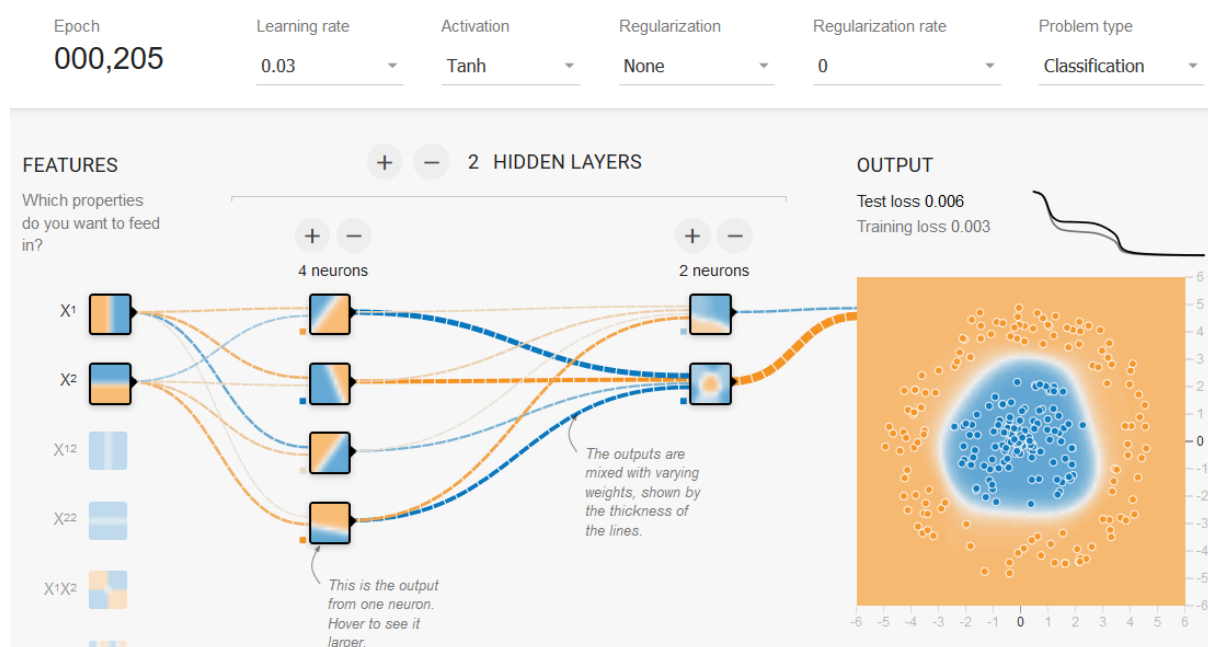 Epoch
000,205
Learning rate
0.03
Activation
Tanh
Regularization
None
Regularization rate
0
Problem type
Classification
FEATURES
Which properties
do you want to feed
in?
+ − 2 HIDDEN LAYERS
+ −
4 neurons
+ −
2 neurons
X1
X2
X12
X22
X1X2
The outputs are
mixed with varying
weights, shown by
the thickness of
the lines.
This is the output
from one neuron.
Hover to see it
larger.
OUTPUT
Test loss 0.006
Training loss 0.003
6
5
4
3
2
1
0
-1
-2
-3
-4
-5
-6
-6 -5 -4 -3 -2 -1 0 1 2 3 4 5 6